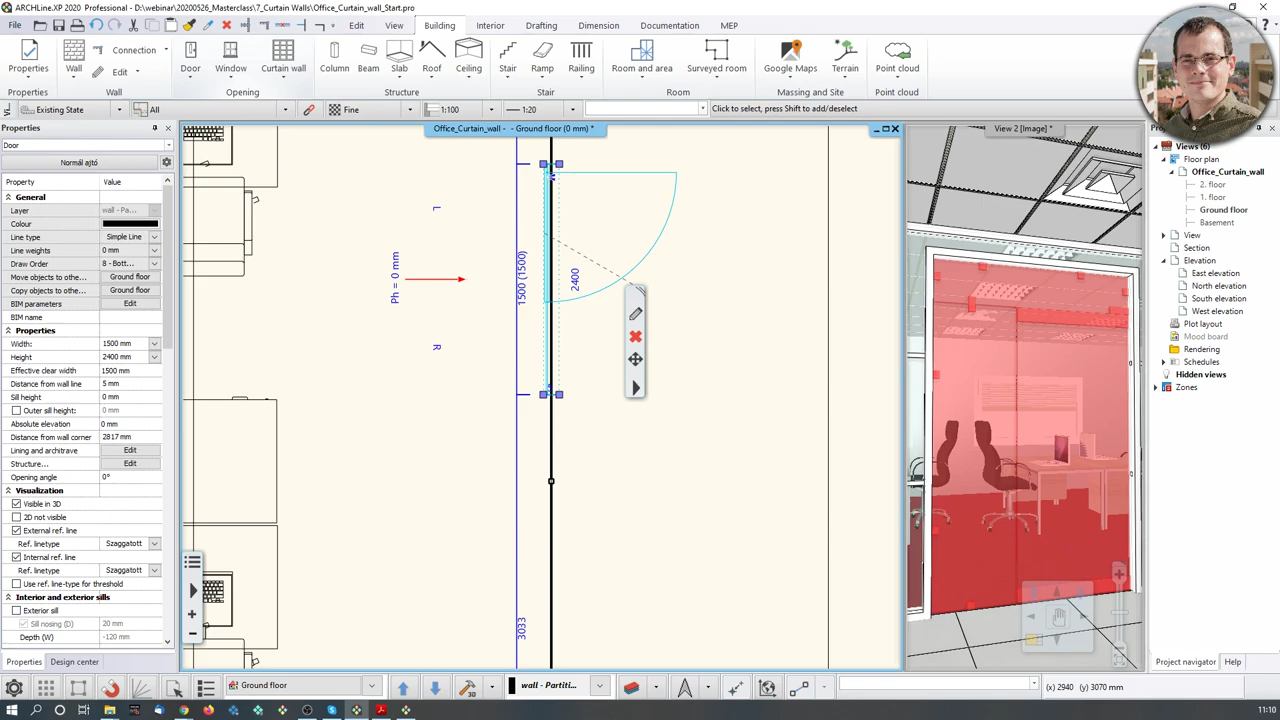 ARCHLine.XP 2020 Professional - D:\webinar\20200526_Masterclass\7_Curtain Walls\Office_Curtain_wall_Start.pro
File
Edit
View
Building
Interior
Drafting
Dimension
Documentation
MEP
Properties
Wall
Connection
Edit
Door
Window
Curtain wall
Column
Beam
Slab
Roof
Ceiling
Stair
Ramp
Railing
Room and area
Surveyed room
Google Maps
Terrain
Point cloud
Properties
Wall
Opening
Structure
Stair
Room
Massing and Site
Point cloud
Existing State
All
Fine
1:100
1:20
Click to select, press Shift to add/deselect
Properties
Door
Normál ajtó
Property Value
General
Layer wall - Pa...
Colour
Line type Simple Line
Line weights 0 mm
Draw Order 8 - Bott...
Move objects to othe... Ground floor
Copy objects to othe... Ground floor
BIM parameters Edit
BIM name
Properties
Width: 1500 mm
Height 2400 mm
Effective clear width 1500 mm
Distance from wall line 5 mm
Sill height: 0 mm
Outer sill height: 0 mm
Absolute elevation 0 mm
Distance from wall corner 2817 mm
Lining and architrave Edit
Structure... Edit
Opening angle 0°
Visualization
Visible in 3D
2D not visible
External ref. line
Ref. linetype Szaggatott
Internal ref. line
Ref. linetype Szaggatott
Use ref. line-type for threshold
Interior and exterior sills
Exterior sill
Sill nosing (D) 20 mm
Depth (W) -120 mm
Properties
Design center
Office_Curtain_wall - - Ground floor (0 mm) *
L
Ph = 0 mm
1500 (1500)
2400
R
3033
View 2 [Image] *
Views (6)
Floor plan
Office_Curtain_wall
2. floor
1. floor
Ground floor
Basement
View
Section
Elevation
East elevation
North elevation
South elevation
West elevation
Plot layout
Mood board
Rendering
Schedules
Hidden views
Zones
Project navigator
Help
Ground floor
wall - Partiti...
(x) 2940 (y) 3070 mm
11:10